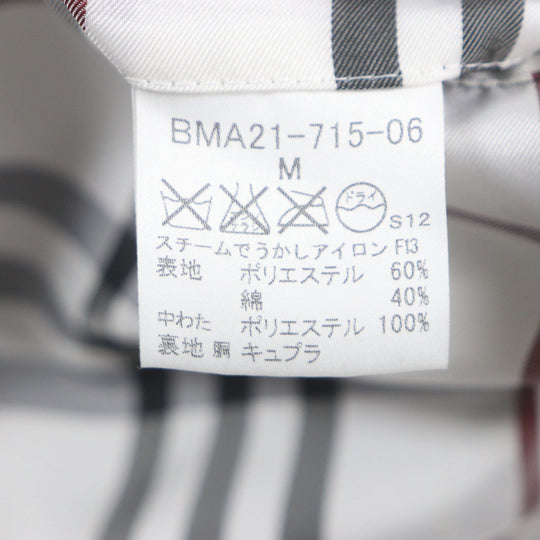 BMA21-715-06
M
ドライ
S12
スチームでうかしアイロン F13
表地 ポリエステル 60%
綿 40%
中わた ポリエステル 100%
裏地 胴 キュプラ